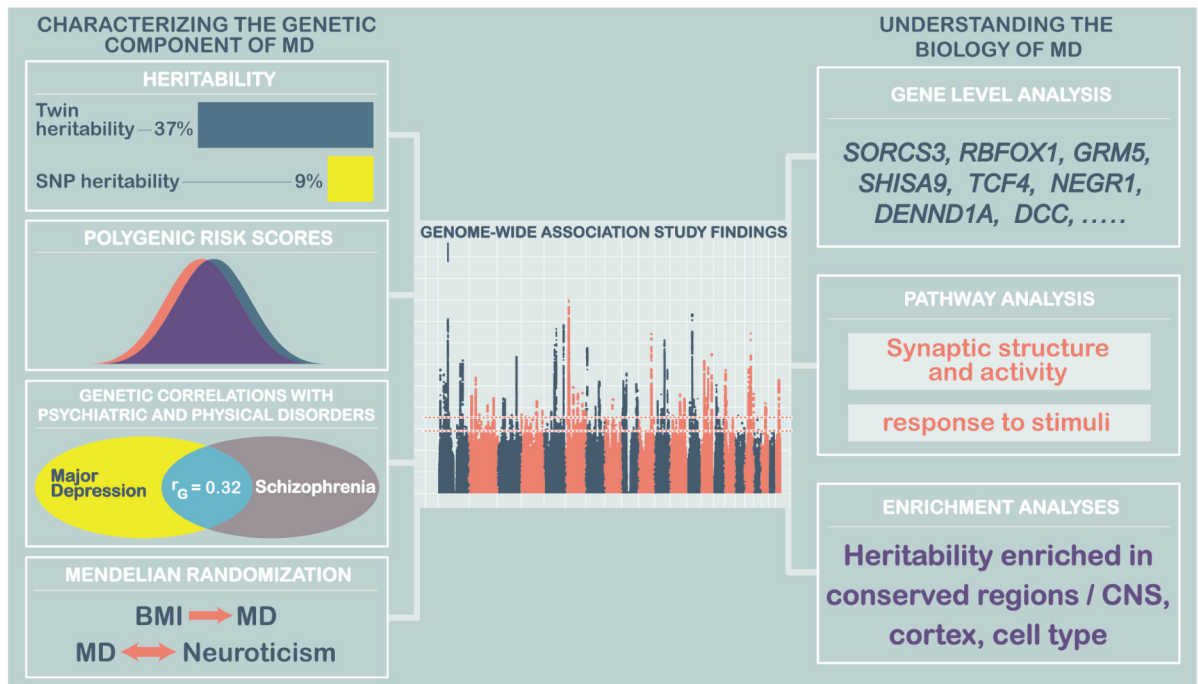 CHARACTERIZING THE GENETIC
COMPONENT OF MD
HERITABILITY
Twin
heritability 37%
SNP heritability 9%
POLYGENIC RISK SCORES
GENETIC CORRELATIONS WITH
PSYCHIATRIC AND PHYSICAL DISORDERS
Major
Depression
rG = 0.32
Schizophrenia
MENDELIAN RANDOMIZATION
BMI MD
MD Neuroticism
GENOME-WIDE ASSOCIATION STUDY FINDINGS
UNDERSTANDING THE
BIOLOGY OF MD
GENE LEVEL ANALYSIS
SORCS3, RBFOX1, GRM5,
SHISA9, TCF4, NEGR1,
DENND1A, DCC, .....
PATHWAY ANALYSIS
Synaptic structure
and activity
response to stimuli
ENRICHMENT ANALYSES
Heritability enriched in
conserved regions / CNS,
cortex, cell type